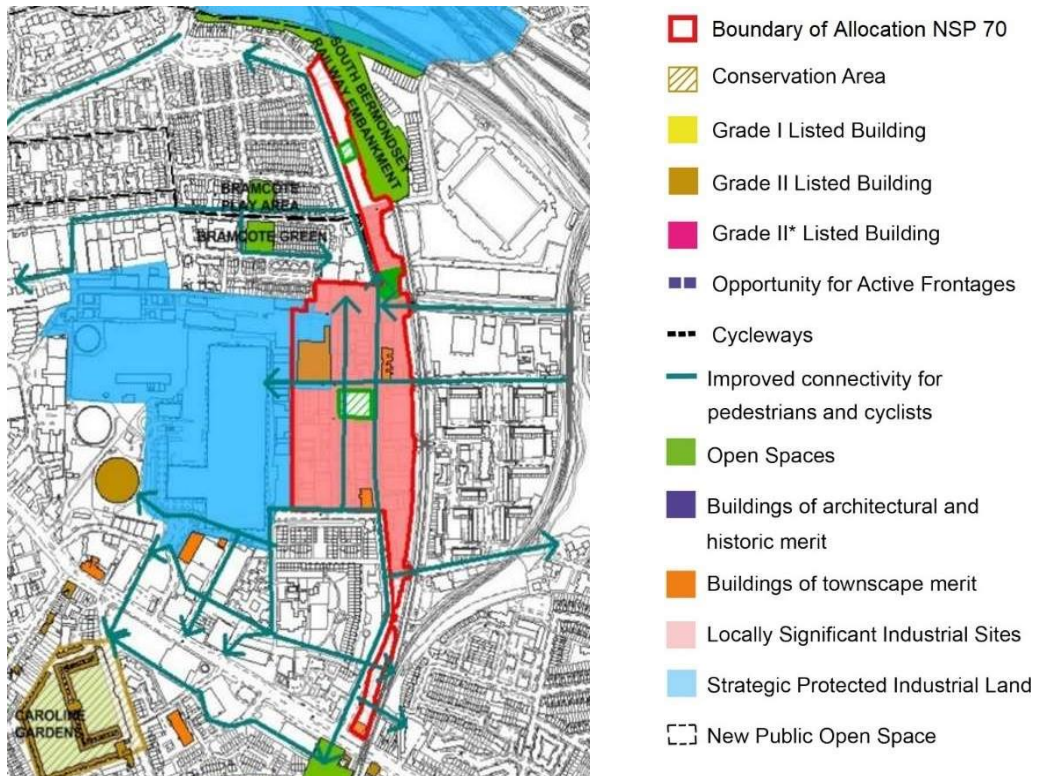 SOUTH BERMONDSEY
RAILWAY EMBANKMENT
BRAMCOTE
PLAY AREA
BRAMCOTE GREEN
CAROLINE
GARDENS
Boundary of Allocation NSP 70
Conservation Area
Grade I Listed Building
Grade II Listed Building
Grade II* Listed Building
Opportunity for Active Frontages
Cycleways
Improved connectivity for
pedestrians and cyclists
Open Spaces
Buildings of architectural and
historic merit
Buildings of townscape merit
Locally Significant Industrial Sites
Strategic Protected Industrial Land
New Public Open Space